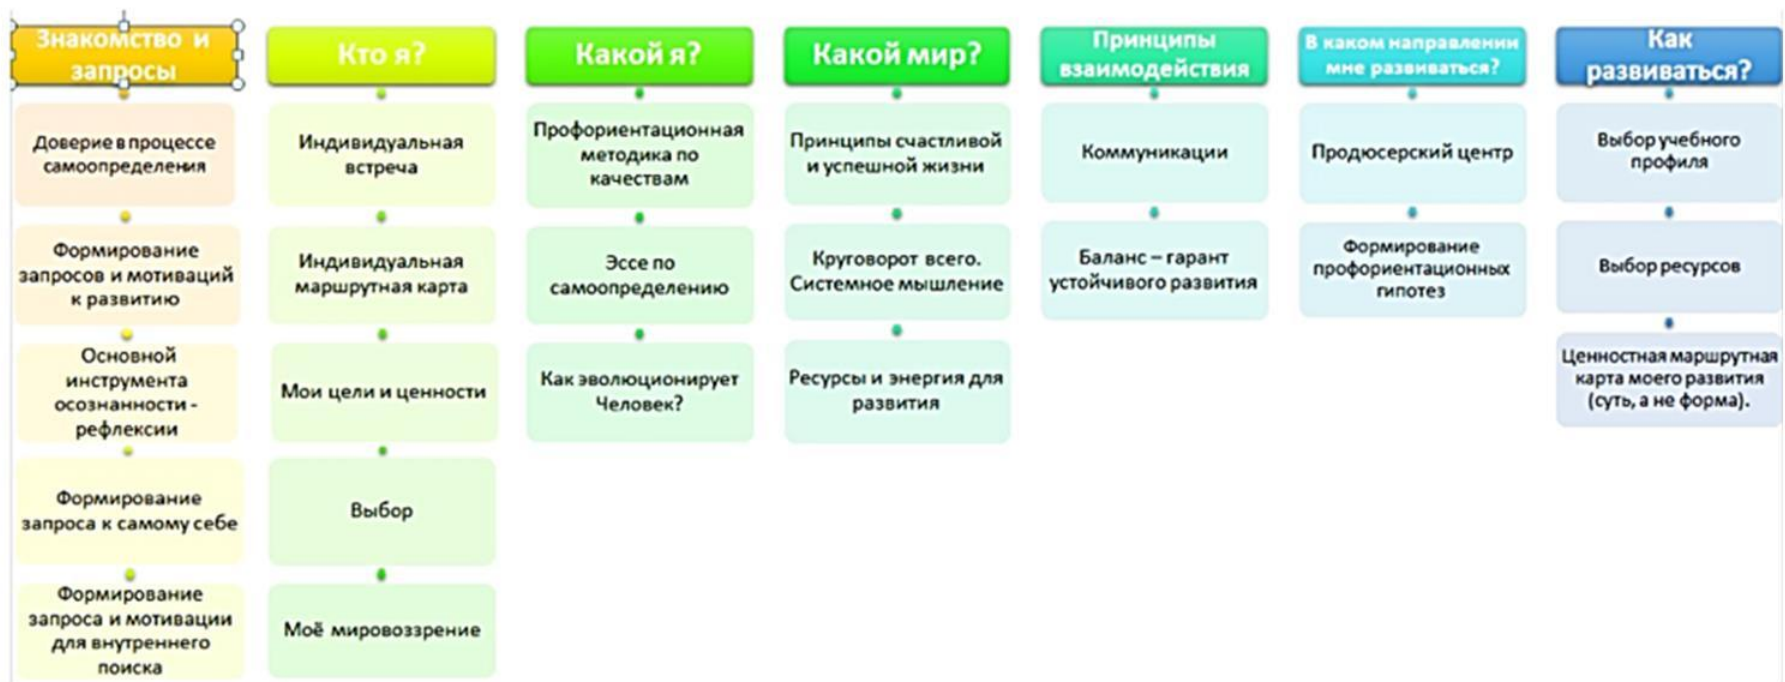 Знакомство и
запросы
Доверие в процессе
самоопределения
Формирование
запросов и мотиваций
к развитию
Основной
инструмента
осознанности -
рефлексии
Формирование
запроса к самому себе
Формирование
запроса и мотивации
для внутреннего
поиска
Кто я?
Индивидуальная
встреча
Индивидуальная
маршрутная карта
Мои цели и ценности
Выбор
Моё мировоззрение
Какой я?
Профориентационная
методика по
качествам
Эссе по
самоопределению
Как эволюционирует
Человек?
Какой мир?
Принципы счастливой
и успешной жизни
Круговорот всего.
Системное мышление
Ресурсы и энергия для
развития
Принципы
взаимодействия
Коммуникации
Баланс – гарант
устойчивого развития
В каком направлении
мне развиваться?
Продюсерский центр
Формирование
профориентационных
гипотез
Как
развиваться?
Выбор учебного
профиля
Выбор ресурсов
Ценностная маршрутная
карта моего развития
(суть, а не форма).